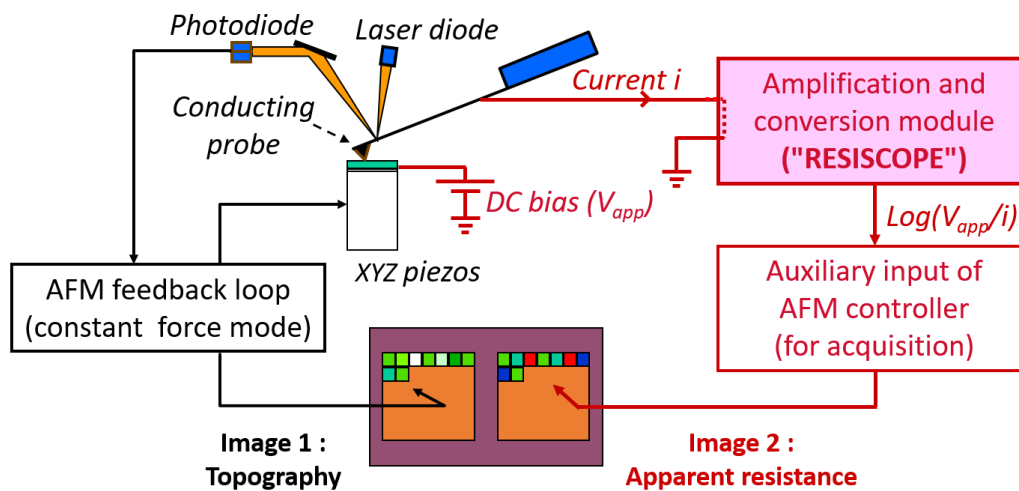 Photodiode
Laser diode
Conducting
probe
Current i
Amplification and
conversion module
("RESISCOPE")
DC bias (Vapp)
Log(Vapp/i)
XYZ piezos
AFM feedback loop
(constant  force mode)
Auxiliary input of
AFM controller
(for acquisition)
Image 1 :
Topography
Image 2 :
Apparent resistance